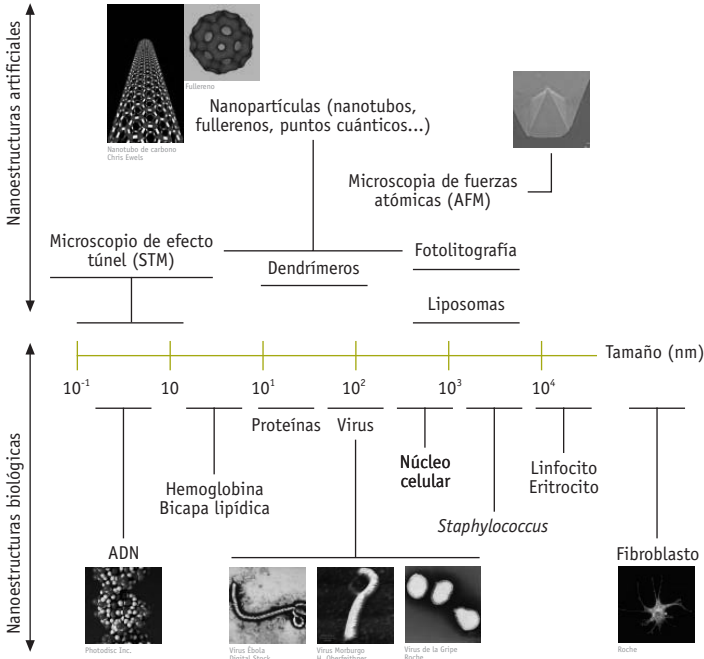 Nanoestructuras artificiales
Nanotubo de carbono
Chris Ewels
Fullereno
Nanopartículas (nanotubos,
fullerenos, puntos cuánticos...)
Microscopia de fuerzas
atómicas (AFM)
Microscopio de efecto
túnel (STM)
Dendrímeros
Fotolitografía
Liposomas
Tamaño (nm)
10-1 10 10¹ 10² 10³ 10⁴
Nanoestructuras biológicas
Proteínas
Virus
Núcleo
celular
Linfocito
Eritrocito
Hemoglobina
Bicapa lipídica
Staphylococcus
ADN
Fibroblasto
Photodisc Inc.
Virus Ébola
Digital Stock
Virus Morburgo
H. Oberfeithner
Virus de la Gripe
Roche
Roche